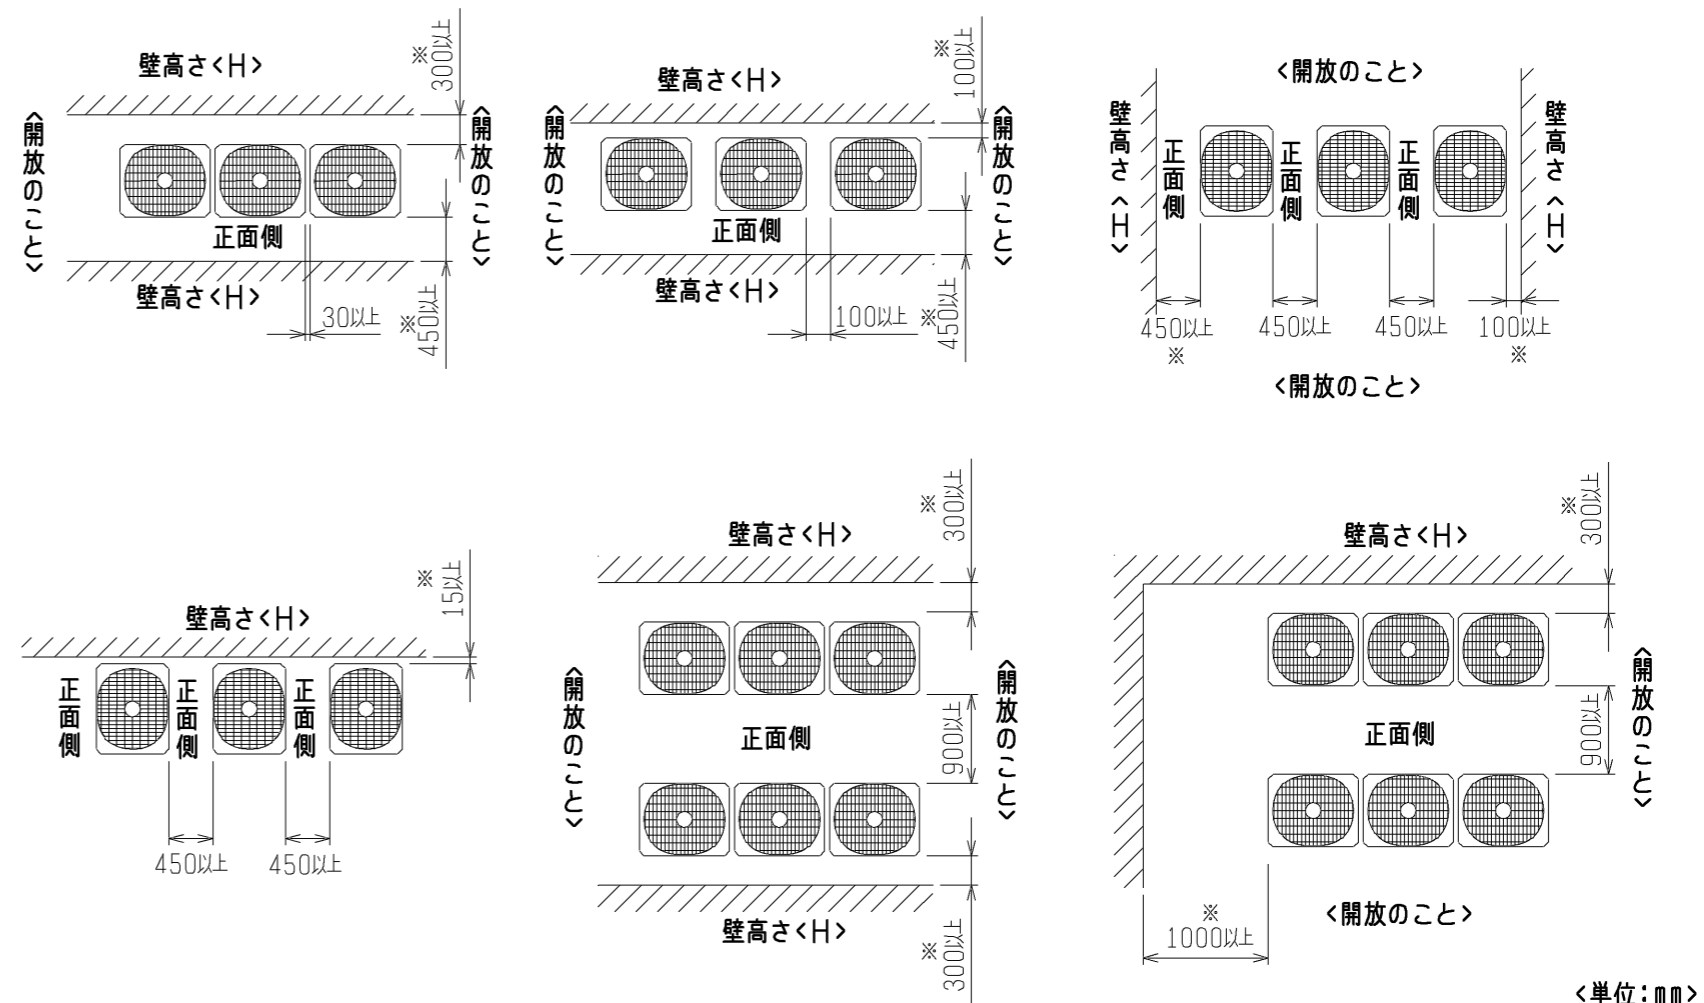 壁高さ<H>
※
300以上
<開放のこと>
<開放のこと>
正面側
壁高さ<H>
30以上
※
450以上
壁高さ<H>
※
100以上
<開放のこと>
<開放のこと>
正面側
壁高さ<H>
100以上
※
450以上
<開放のこと>
壁高さ<H>
正面側
正面側
正面側
壁高さ<H>
450以上
※
450以上
450以上
100以上
※
<開放のこと>
壁高さ<H>
※
15以上
正面側
正面側
正面側
450以上
450以上
壁高さ<H>
※
300以上
<開放のこと>
正面側
900以上
<開放のこと>
壁高さ<H>
※
300以上
壁高さ<H>
※
300以上
正面側
900以上
<開放のこと>
※
1000以上
<開放のこと>
<単位:mm>